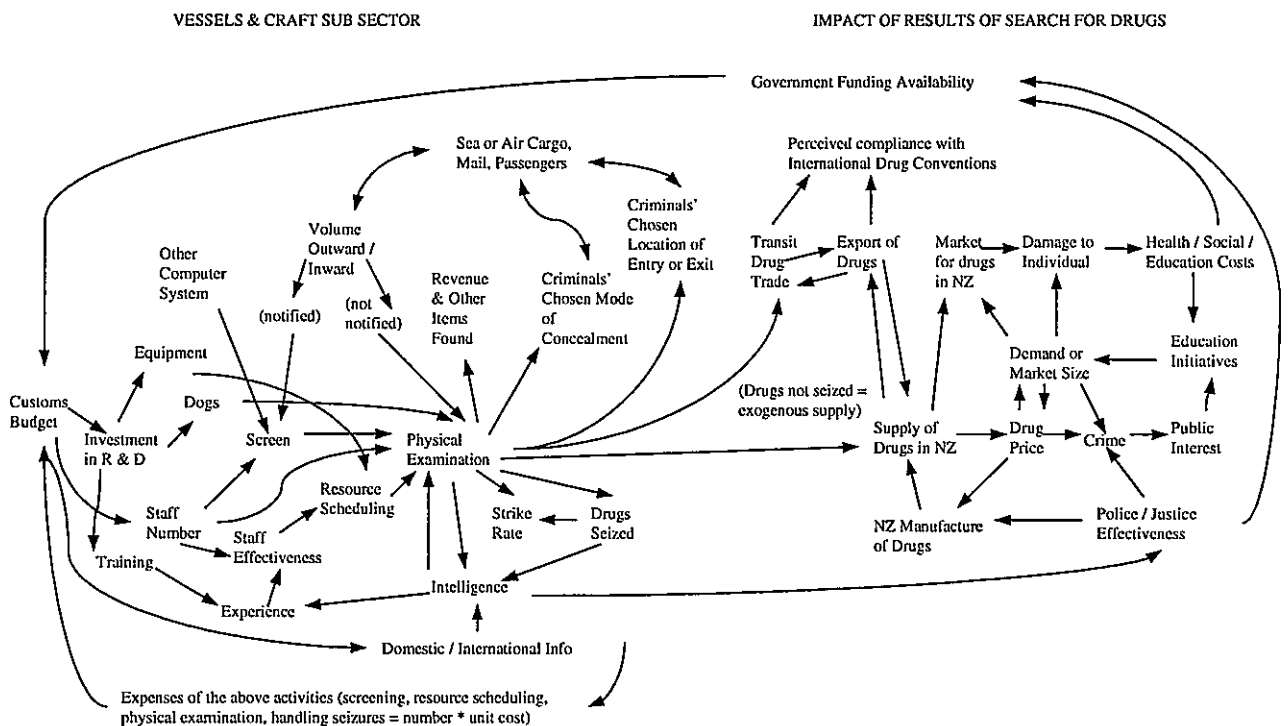 VESSELS & CRAFT SUB SECTOR
IMPACT OF RESULTS OF SEARCH FOR DRUGS
Government Funding Availability
Sea or Air Cargo,
Mail, Passengers
Perceived compliance with
International Drug Conventions
Volume
Outward /
Inward
Criminals'
Chosen
Location of
Entry or Exit
Other
Computer
System
Transit
Drug
Trade
Export of
Drugs
Market
for drugs
in NZ
Damage to
Individual
Health / Social /
Education Costs
(notified)
(not
notified)
Revenue
& Other
Items
Found
Criminals'
Chosen Mode
of
Concealment
Equipment
Dogs
Demand or
Market Size
Education
Initiatives
(Drugs not seized =
exogenous supply)
Customs
Budget
Investment
in R & D
Screen
Physical
Examination
Supply of
Drugs in NZ
Drug
Price
Crime
Public
Interest
Resource
Scheduling
Staff
Number
Staff
Effectiveness
Strike
Rate
Drugs
Seized
NZ Manufacture
of Drugs
Police / Justice
Effectiveness
Training
Experience
Intelligence
Domestic / International Info
Expenses of the above activities (screening, resource scheduling,
physical examination, handling seizures = number * unit cost)